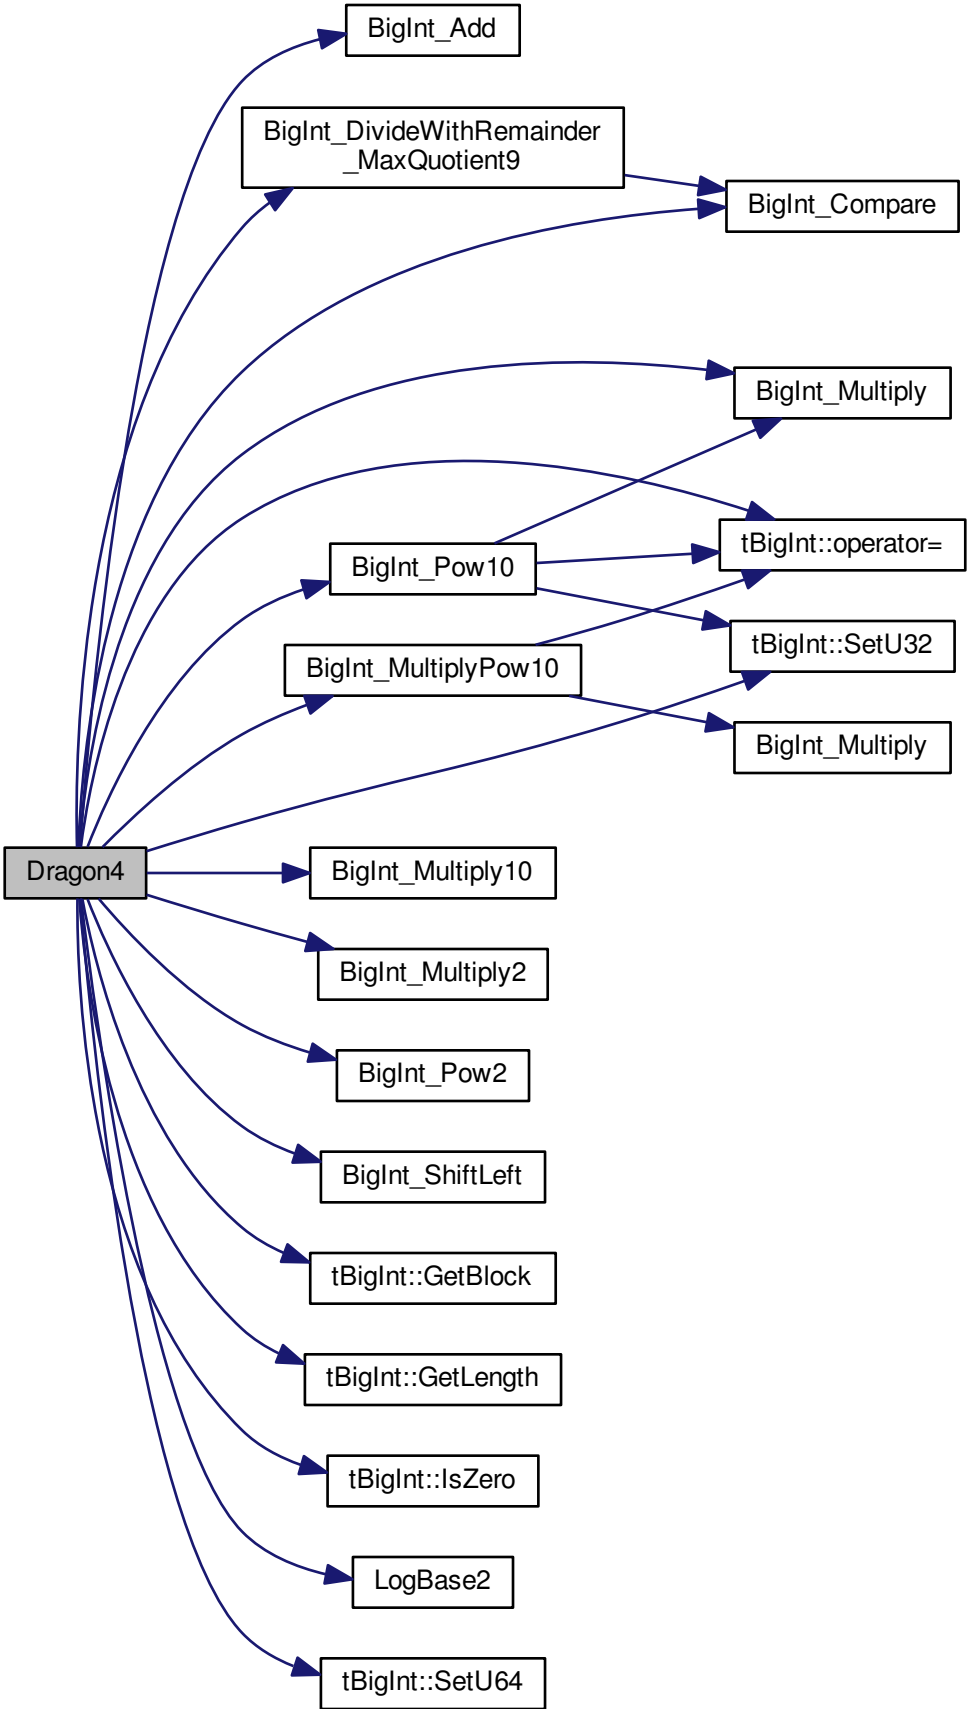 BigInt_Add
BigInt_DivideWithRemainder
_MaxQuotient9
BigInt_Compare
BigInt_Multiply
tBigInt::operator=
BigInt_Pow10
tBigInt::SetU32
BigInt_MultiplyPow10
BigInt_Multiply
Dragon4
BigInt_Multiply10
BigInt_Multiply2
BigInt_Pow2
BigInt_ShiftLeft
tBigInt::GetBlock
tBigInt::GetLength
tBigInt::IsZero
LogBase2
tBigInt::SetU64